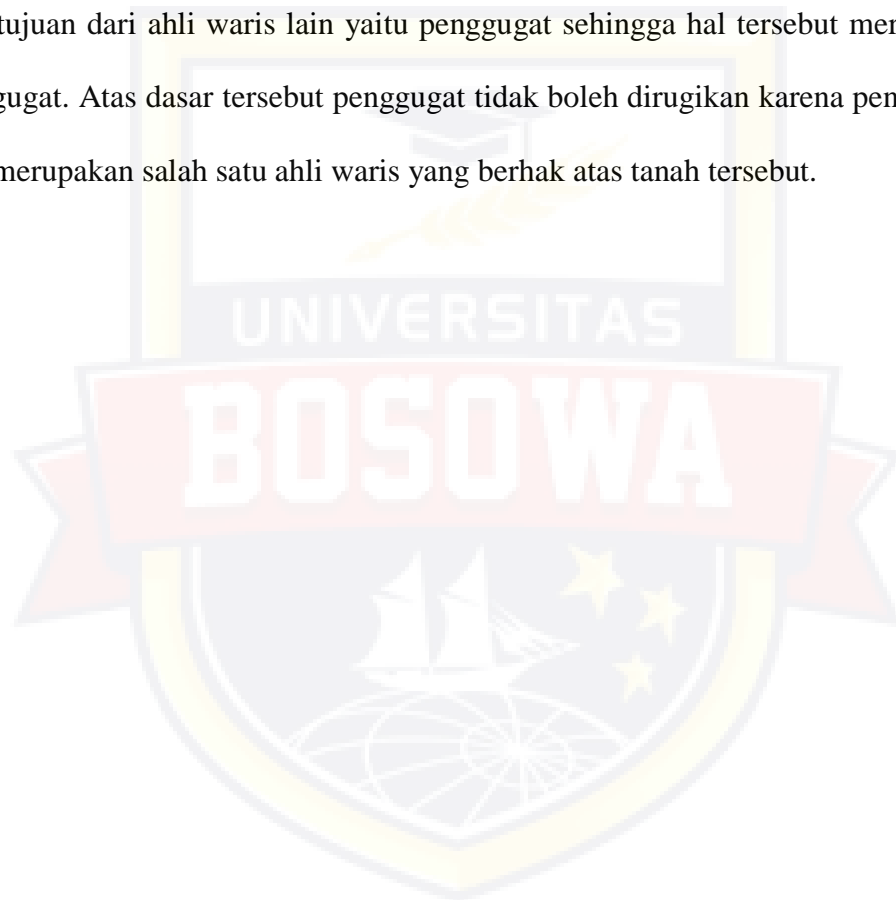 tujuan dari ahli waris lain yaitu penggugat sehingga hal tersebut mer
gugat. Atas dasar tersebut penggugat tidak boleh dirugikan karena pen
merupakan salah satu ahli waris yang berhak atas tanah tersebut.
UNIVERSITAS
BOSOWA